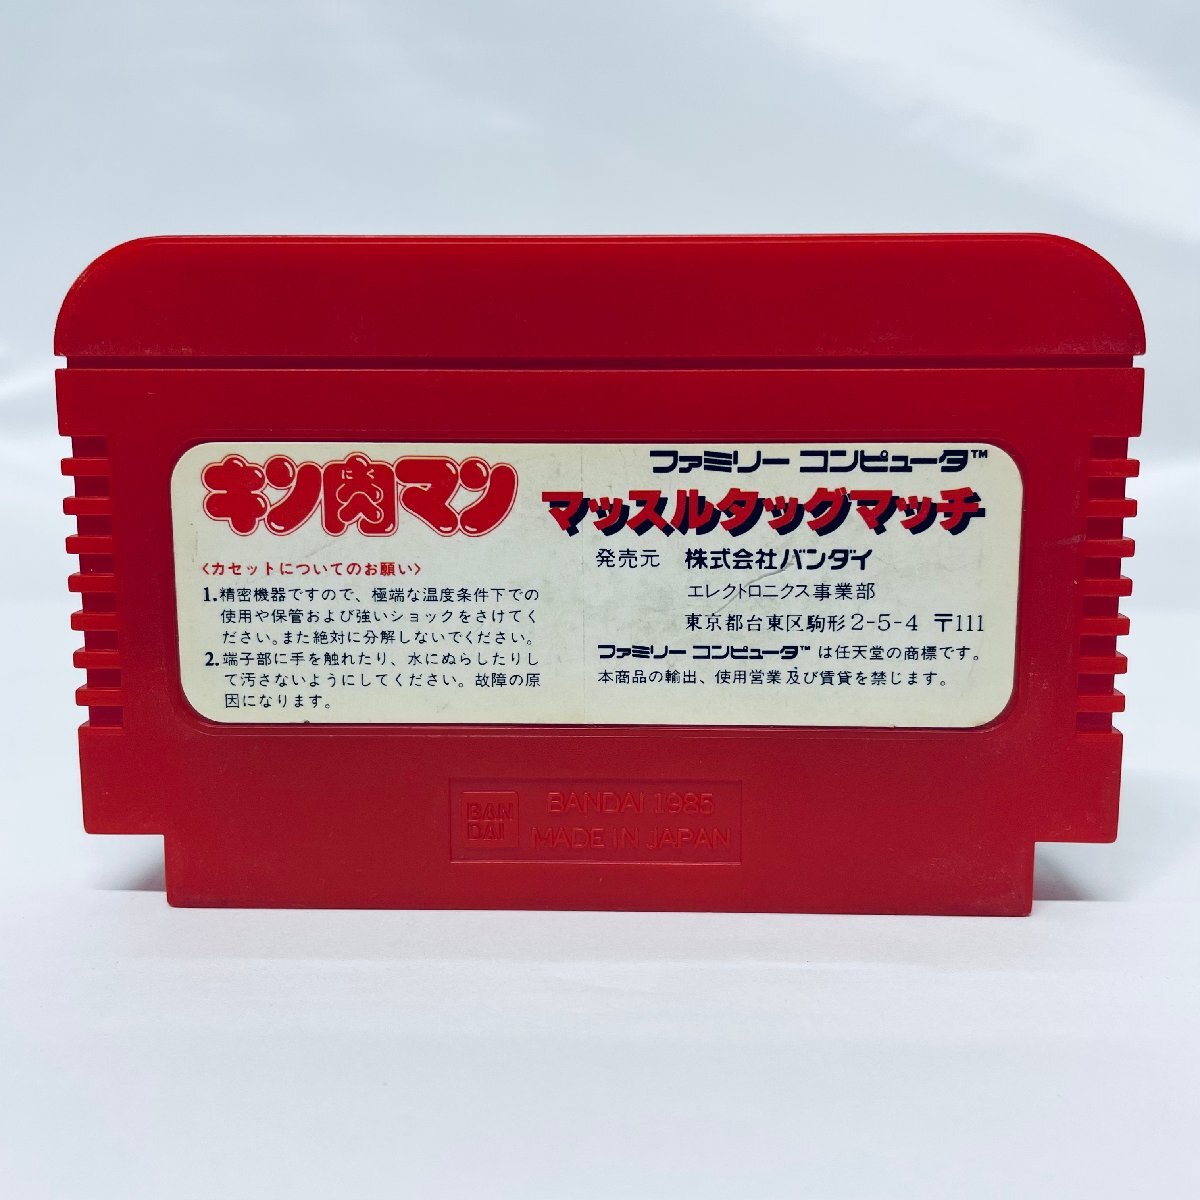 キン肉マン
にく
ファミリー コンピュータ™
マッスルタッグマッチ
発売元 株式会社バンダイ
エレクトロニクス事業部
東京都台東区駒形2-5-4 〒111
ファミリー コンピュータ™ は任天堂の商標です。
本商品の輸出、使用営業及び賃貸を禁じます。
〈カセットについてのお願い〉
1.精密機器ですので、極端な温度条件下での
使用や保管および強いショックをさけてく
ださい。また絶対に分解しないでください。
2.端子部に手を触れたり、水にぬらしたりし
て汚さないようにしてください。故障の原
因になります。
BAN
DAI
BANDAI 1985
MADE IN JAPAN